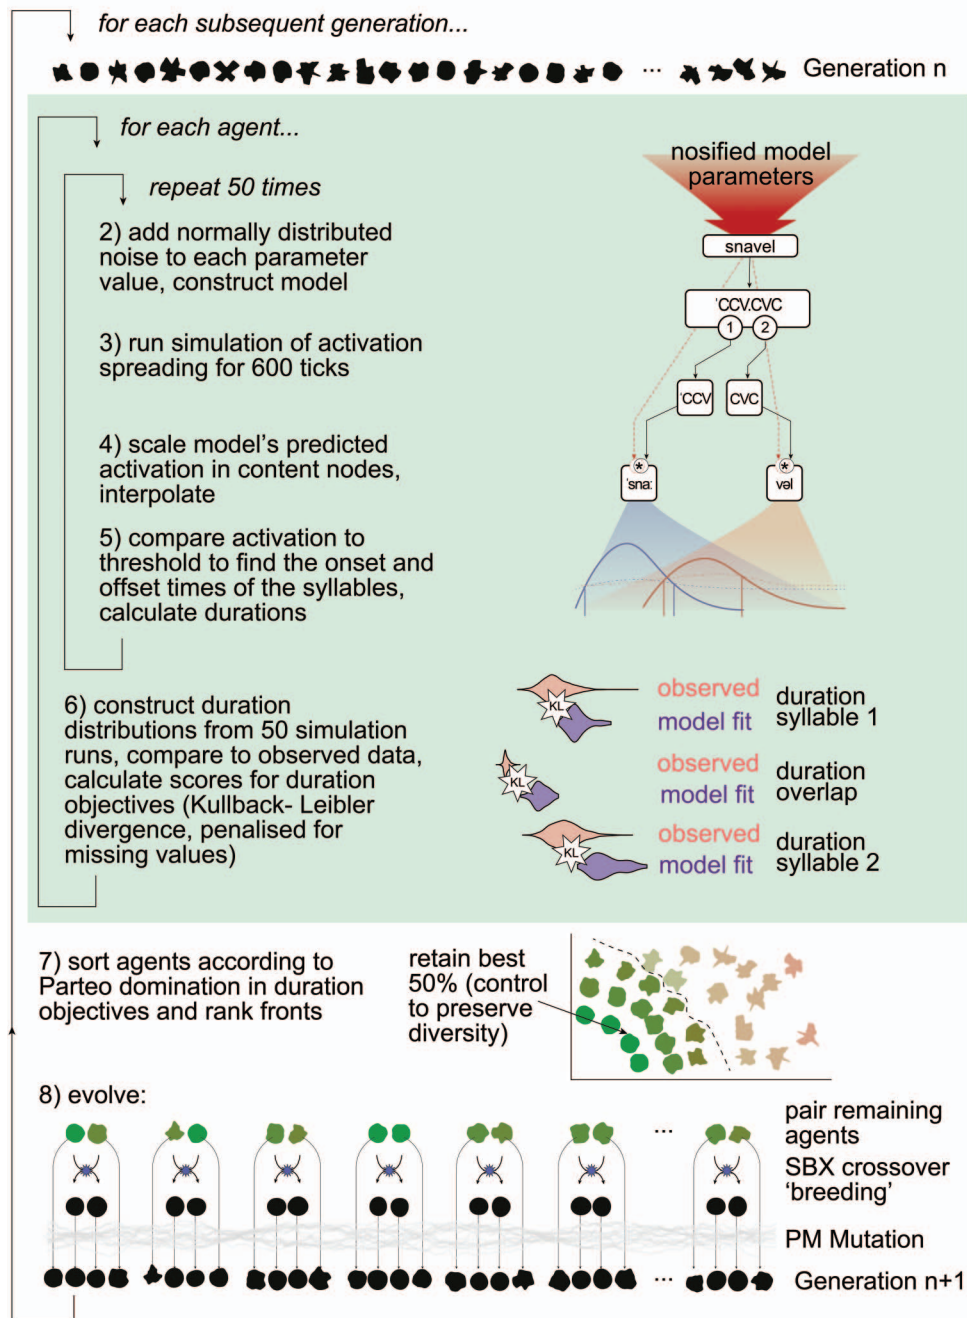 for each subsequent generation...
... Generation n
for each agent...
repeat 50 times
2) add normally distributed
noise to each parameter
value, construct model
3) run simulation of activation
spreading for 600 ticks
4) scale model's predicted
activation in content nodes,
interpolate
5) compare activation to
threshold to find the onset and
offset times of the syllables,
calculate durations
nosified model
parameters
snavel
ˈCCV.CVC
1 2
ˈCCV CVC
* *
ˈsnaː vəl
6) construct duration
distributions from 50 simulation
runs, compare to observed data,
calculate scores for duration
objectives (Kullback- Leibler
divergence, penalised for
missing values)
KL
observed
model fit
duration
syllable 1
KL
observed
model fit
duration
overlap
KL
observed
model fit
duration
syllable 2
7) sort agents according to
Parteo domination in duration
objectives and rank fronts
retain best
50% (control
to preserve
diversity)
8) evolve:
...
pair remaining
agents
SBX crossover
'breeding'
PM Mutation
... Generation n+1